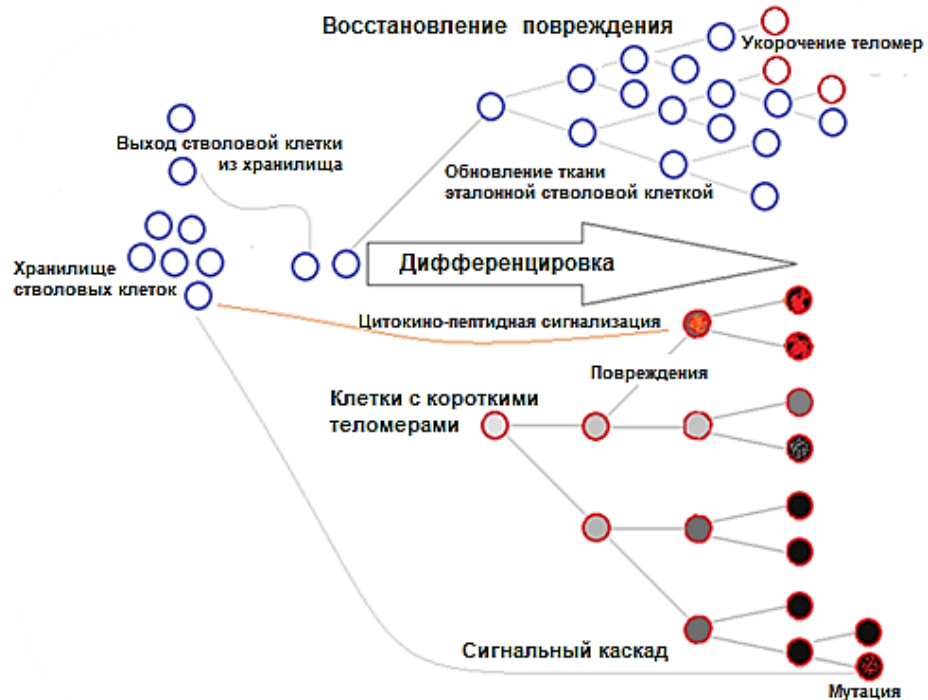 Восстановление повреждения
Укорочение теломер
Выход стволовой клетки
из хранилища
Обновление ткани
эталонной стволовой клеткой
Хранилище
стволовых клеток
Дифференцировка
Цитокино-пептидная сигнализация
Повреждения
Клетки с короткими
теломерами
Сигнальный каскад
Мутация